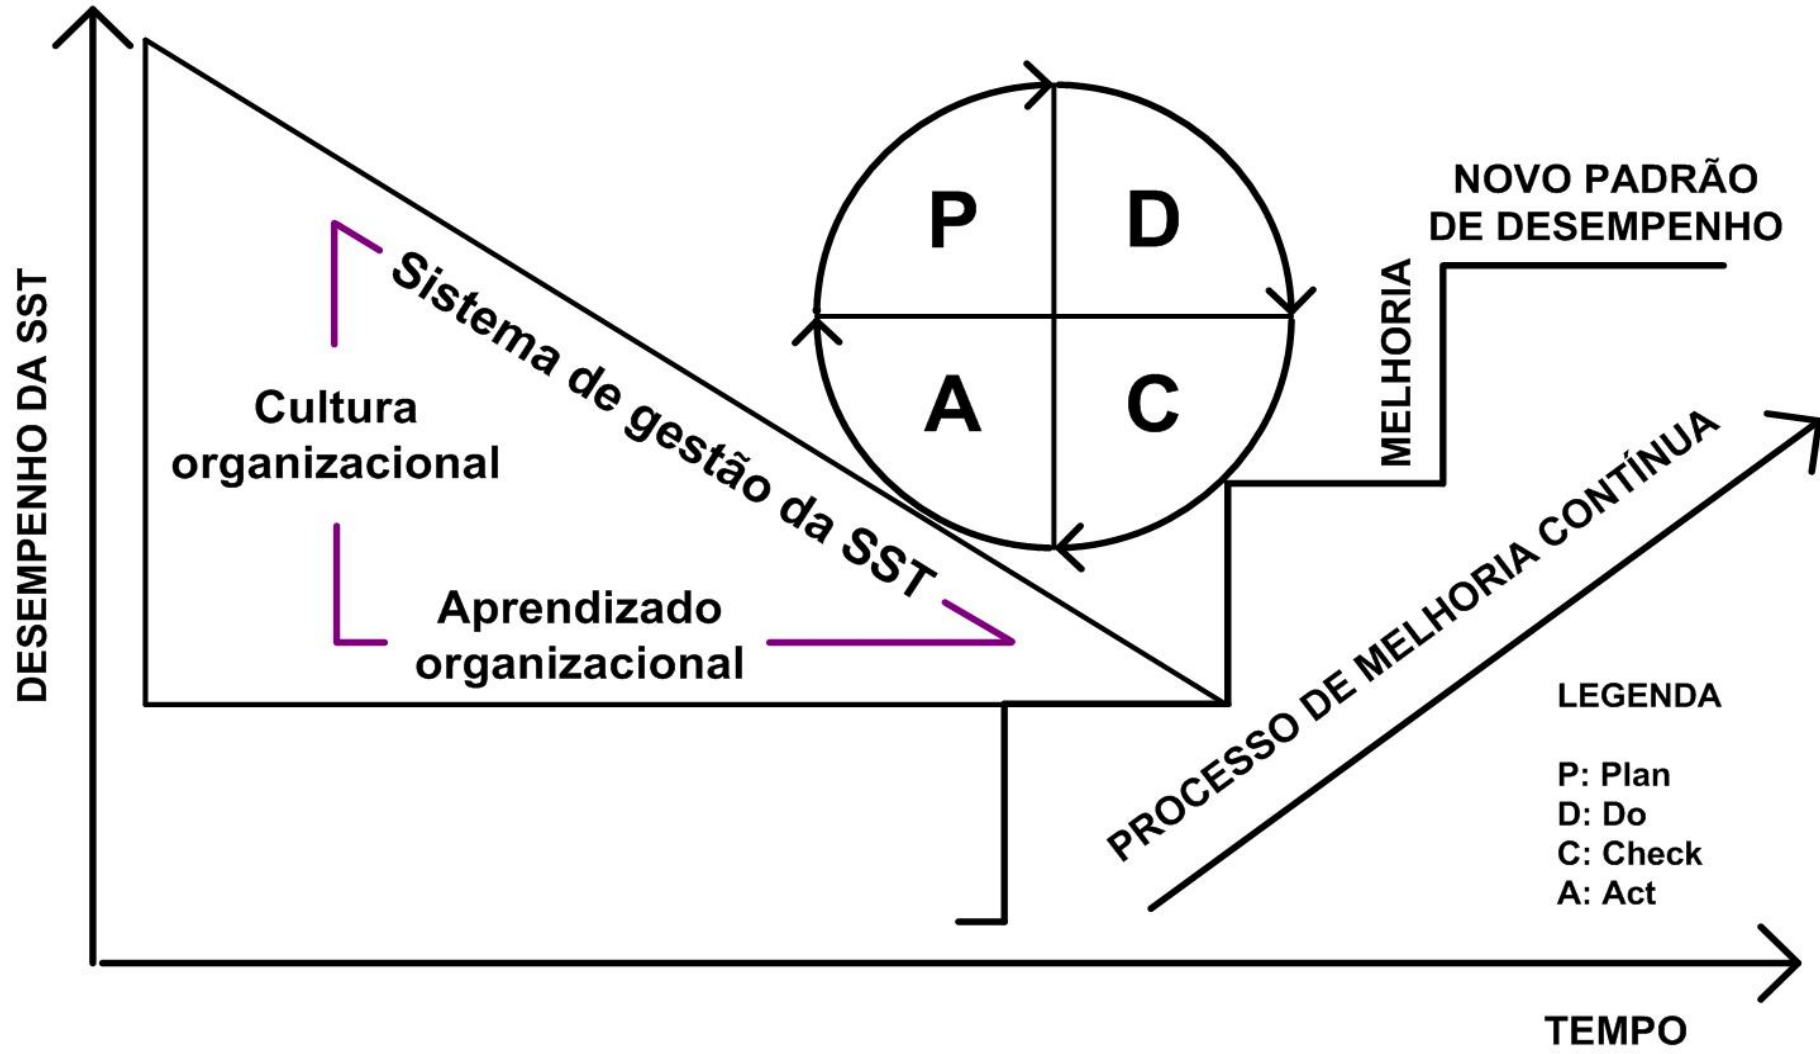 DESEMPENHO DA SST
Sistema de gestão da SST
Cultura
organizacional
Aprendizado
organizacional
P
D
A
C
MELHORIA
NOVO PADRÃO
DE DESEMPENHO
PROCESSO DE MELHORIA CONTÍNUA
LEGENDA
P: Plan
D: Do
C: Check
A: Act
TEMPO